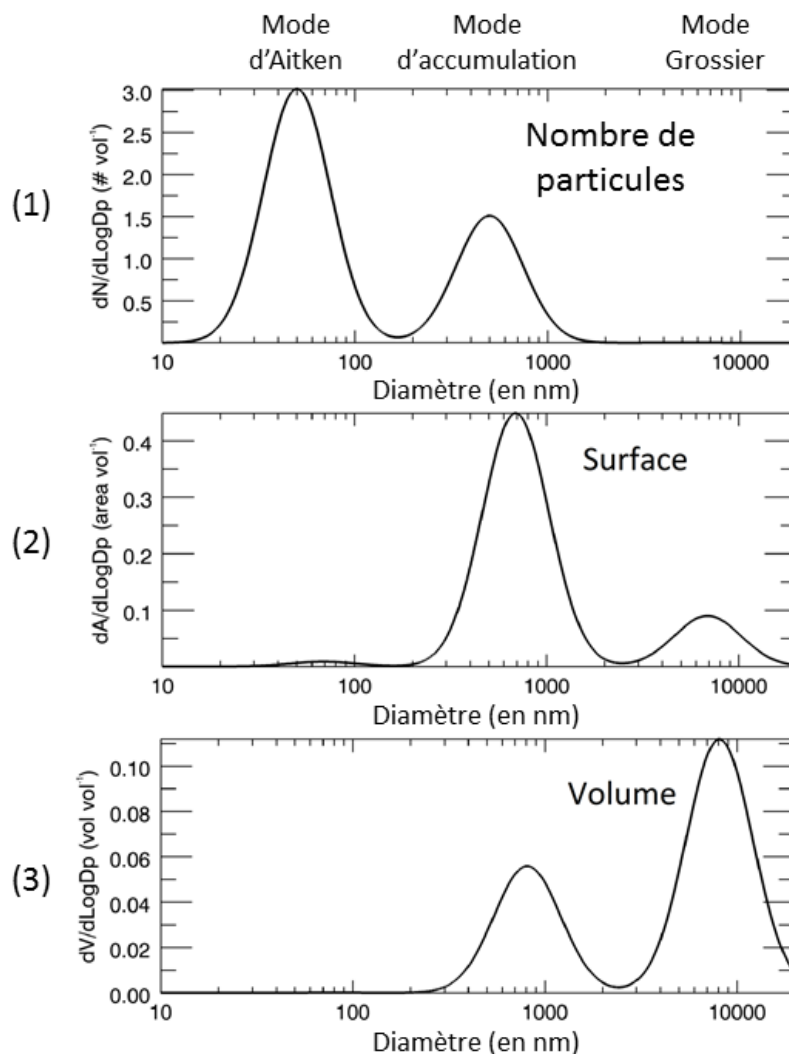 Mode d'Aitken
Mode d'accumulation
Mode Grossier
(1)
dN/dLogDp (# vol⁻¹)
3.0
2.5
2.0
1.5
1.0
0.5
Nombre de particules
10
100
1000
10000
Diamètre (en nm)
(2)
dA/dLogDp (area vol⁻¹)
0.4
0.3
0.2
0.1
Surface
10
100
1000
10000
Diamètre (en nm)
(3)
dV/dLogDp (vol vol⁻¹)
0.10
0.08
0.06
0.04
0.02
0.00
Volume
10
100
1000
10000
Diamètre (en nm)